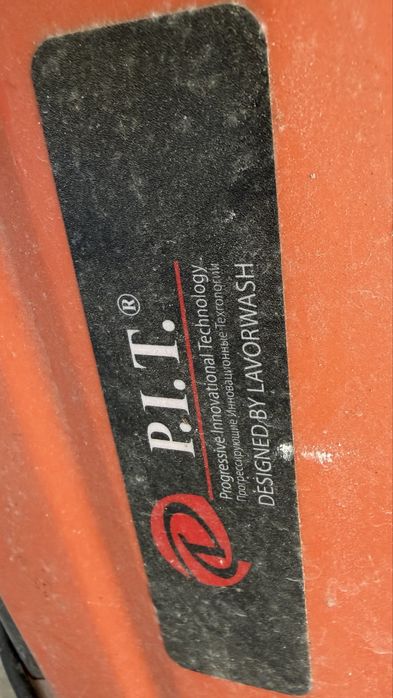 P.I.T.®
Progressive Innovational Technology
Прогрессирующие Инновационные Технологии
DESIGNED BY LAVORWASH